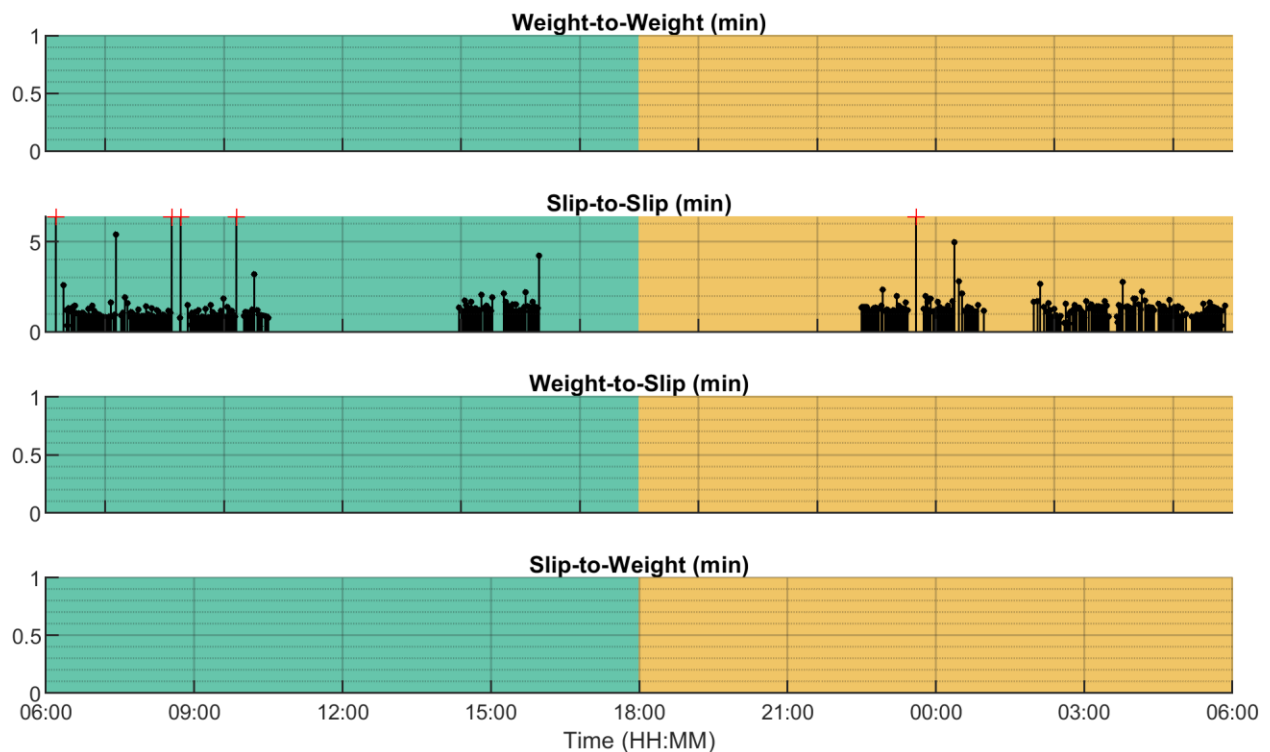 Weight-to-Weight (min)
1
0.5
0
Slip-to-Slip (min)
5
0
Weight-to-Slip (min)
1
0.5
0
Slip-to-Weight (min)
1
0.5
0
06:00 09:00 12:00 15:00 18:00 21:00 00:00 03:00 06:00
Time (HH:MM)